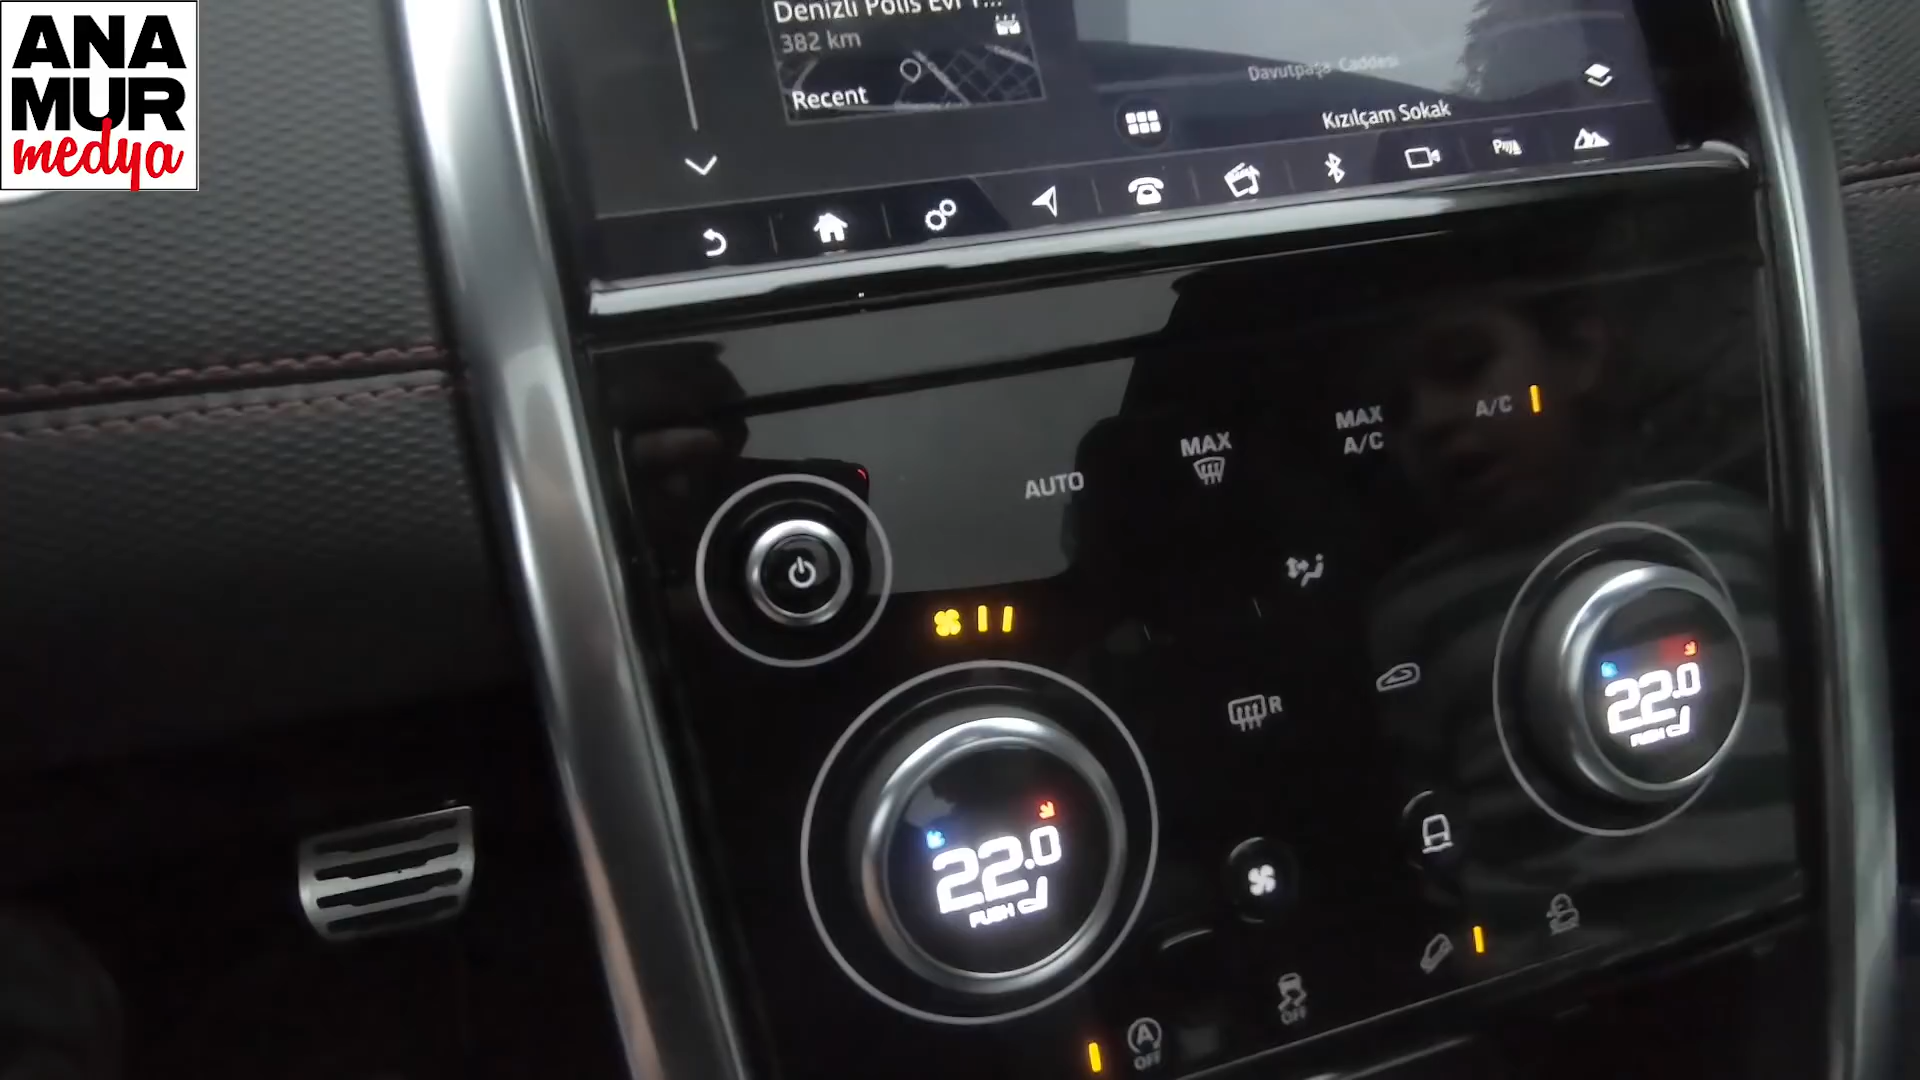 ANA
MUR
medya
Denizli Polis Evi
382 km
Recent
Davutpaşa Caddesi
Kızılçam Sokak
A/C
MAX
A/C
MAX
AUTO
R
22.0
PUSH
22.0
PUSH
OFF
A
OFF